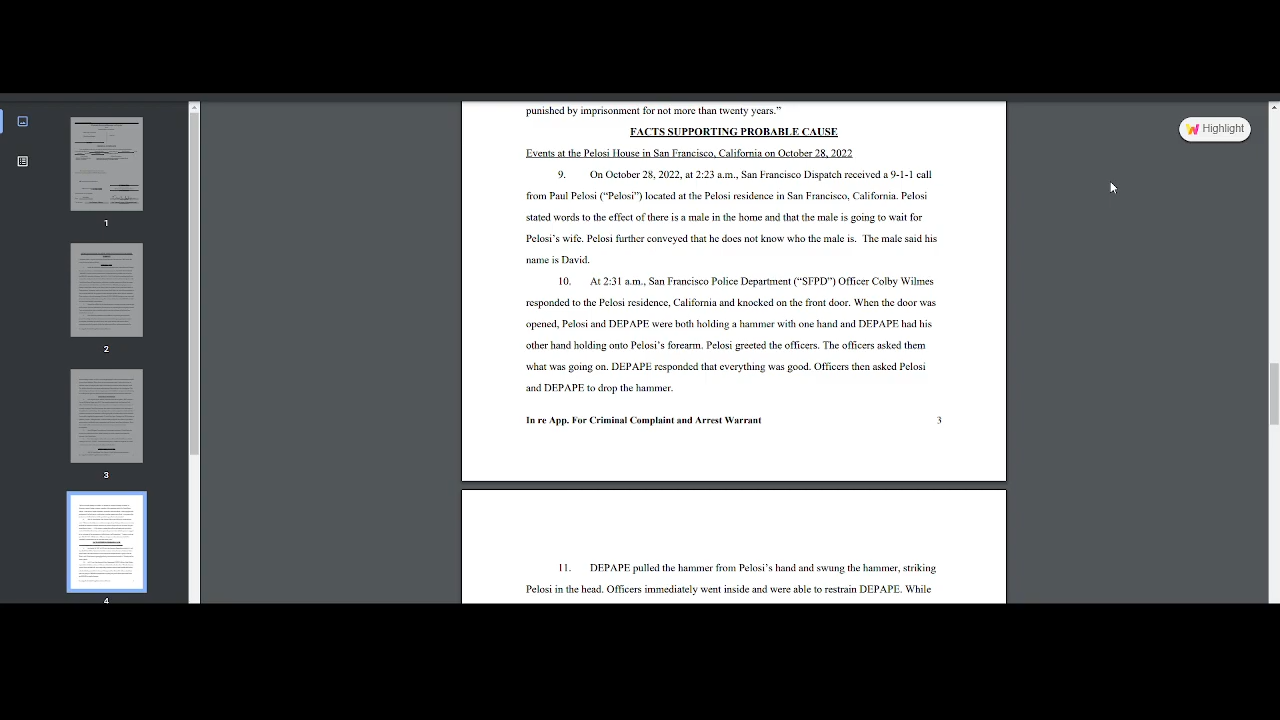 punished by imprisonment for not more than twenty years.”
FACTS SUPPORTING PROBABLE CAUSE
Events at the Pelosi House in San Francisco, California on October 28, 2022
9. On October 28, 2022, at 2:23 a.m., San Francisco Dispatch received a 9-1-1 call
from Paul Pelosi (“Pelosi”) located at the Pelosi residence in San Francisco, California. Pelosi
stated words to the effect of there is a male in the home and that the male is going to wait for
Pelosi’s wife. Pelosi further conveyed that he does not know who the male is. The male said his
name is David.
10. At 2:31 a.m., San Francisco Police Department (“SFPD”) Officer Colby Wilmes
responded to the Pelosi residence, California and knocked on the front door. When the door was
opened, Pelosi and DEPAPE were both holding a hammer with one hand and DEPAPE had his
other hand holding onto Pelosi’s forearm. Pelosi greeted the officers. The officers asked them
what was going on. DEPAPE responded that everything was good. Officers then asked Pelosi
and DEPAPE to drop the hammer.
In re App. For Criminal Complaint and Arrest Warrant 3
11. DEPAPE pulled the hammer from Pelosi’s hand and swung the hammer, striking
Pelosi in the head. Officers immediately went inside and were able to restrain DEPAPE. While
Highlight
1
2
3
4